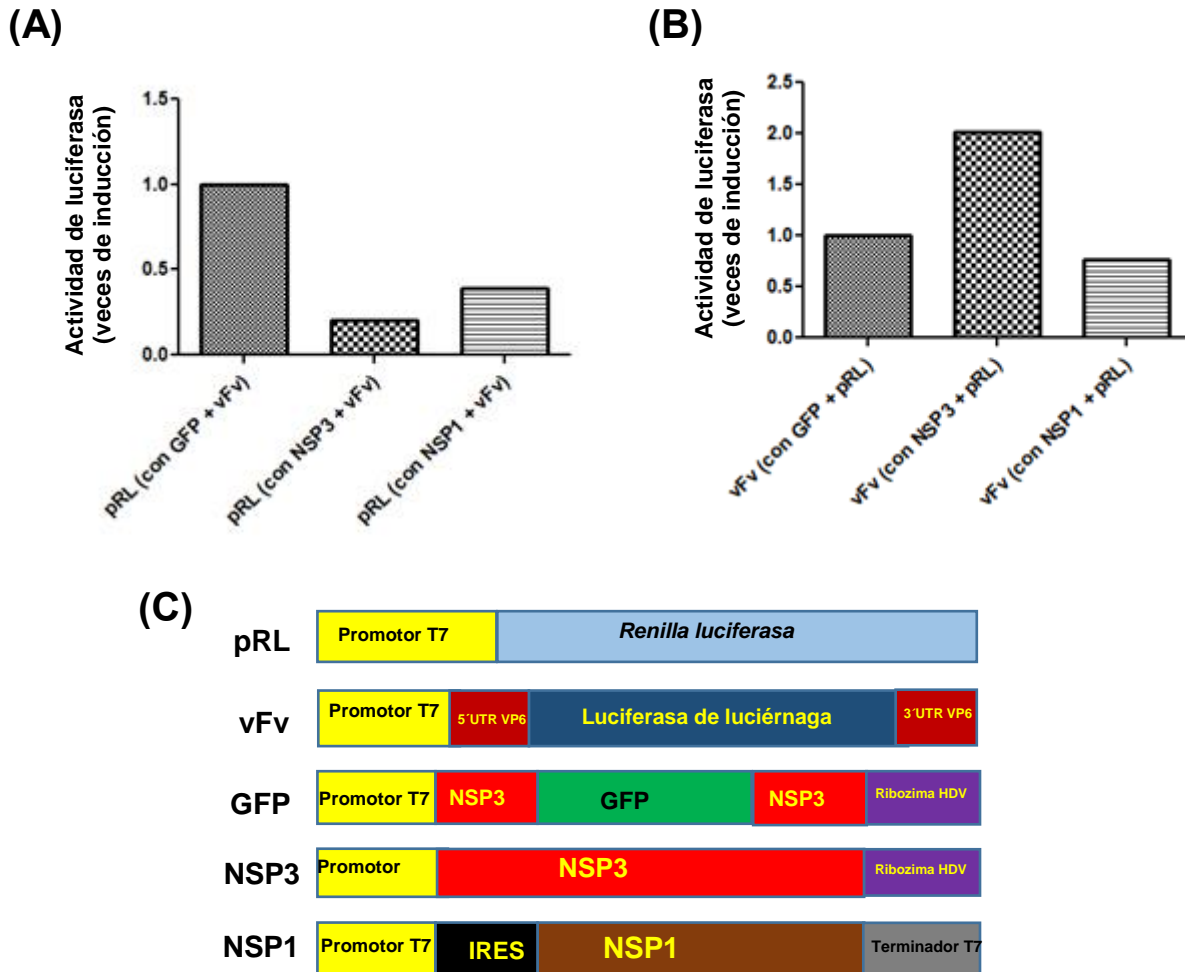 (A)
Actividad de luciferasa
(veces de inducción)
1.5
1.0
0.5
0.0
pRL (con GFP + vFv)
pRL (con NSP3 + vFv)
pRL (con NSP1 + vFv)
(B)
Actividad de luciferasa
(veces de inducción)
2.5
2.0
1.5
1.0
0.5
0.0
vFv (con GFP + pRL)
vFv (con NSP3 + pRL)
vFv (con NSP1 + pRL)
(C)
pRL Promotor T7 Renilla luciferasa
vFv Promotor T7 5´UTR VP6 Luciferasa de luciérnaga 3´UTR VP6
GFP Promotor T7 NSP3 GFP NSP3 Ribozima HDV
NSP3 Promotor NSP3 Ribozima HDV
NSP1 Promotor T7 IRES NSP1 Terminador T7